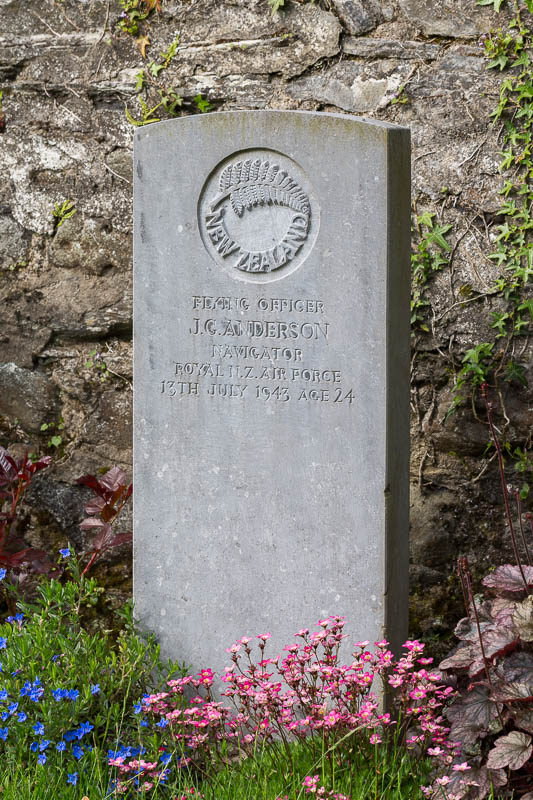 NEW ZEALAND
FLYING OFFICER
J.G. ANDERSON
NAVIGATOR
ROYAL N.Z. AIR FORCE
13TH JULY 1943 AGE 24